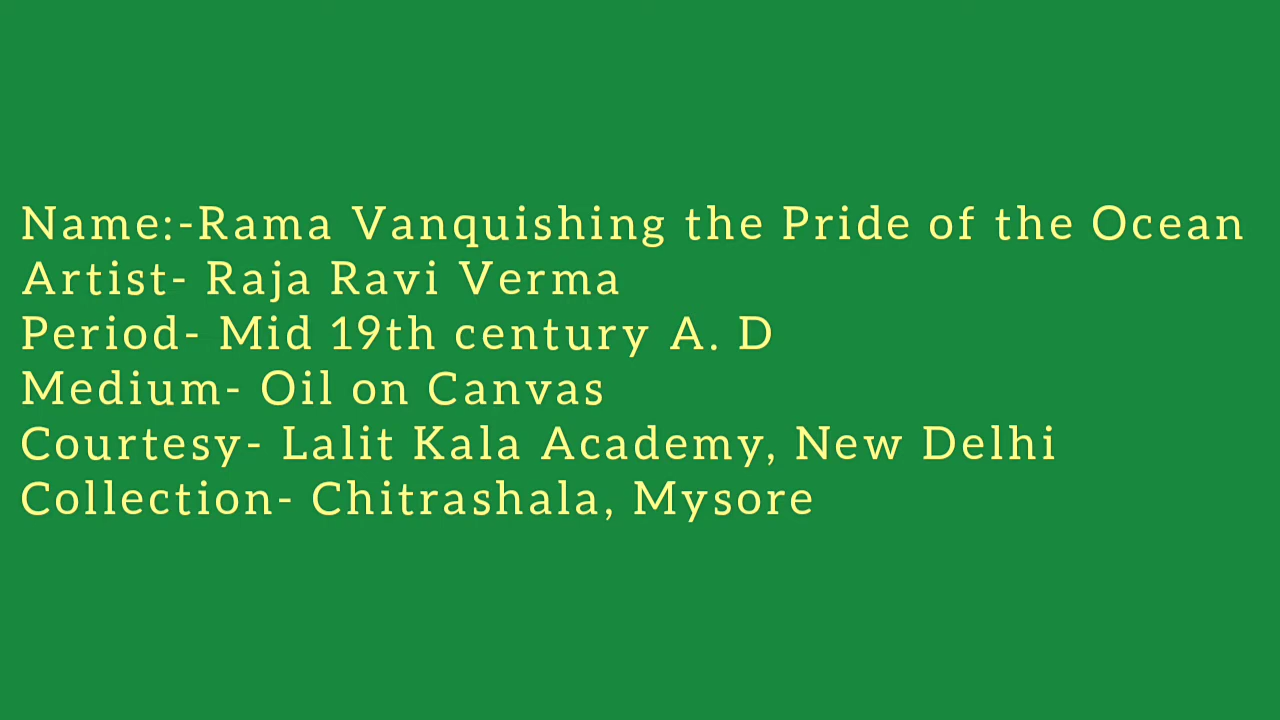 Name:-Rama Vanquishing the Pride of the Ocean
Artist- Raja Ravi Verma
Period- Mid 19th century A. D
Medium- Oil on Canvas
Courtesy- Lalit Kala Academy, New Delhi
Collection- Chitrashala, Mysore